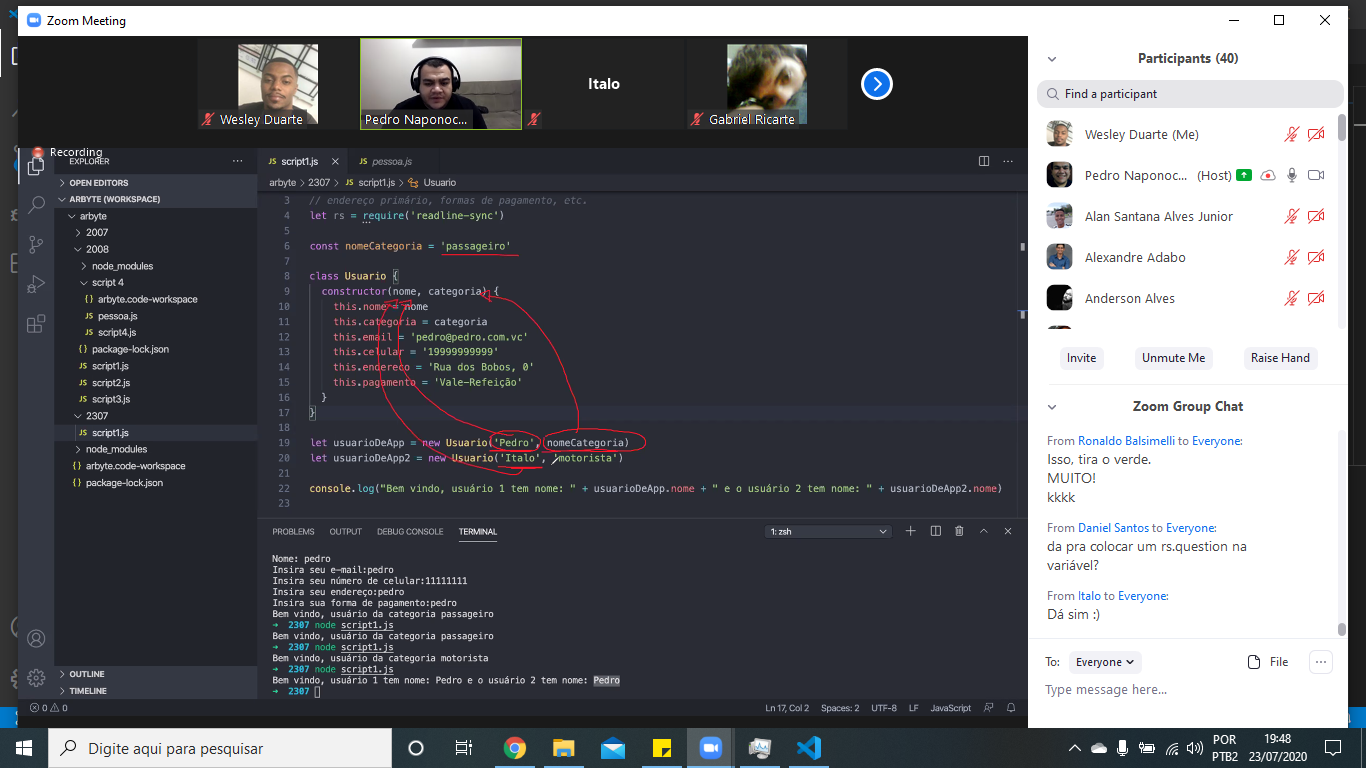 Zoom Meeting
Wesley Duarte
Pedro Naponoc...
Italo
Gabriel Ricarte
Recording
EXPLORER
OPEN EDITORS
ARBYTE (WORKSPACE)
arbyte
2007
2008
node_modules
script 4
arbyte.code-workspace
pessoa.js
script4.js
package-lock.json
script1.js
script2.js
script3.js
2307
script1.js
node_modules
arbyte.code-workspace
package-lock.json
OUTLINE
TIMELINE
script1.js
pessoa.js
arbyte > 2307 > JS script1.js > Usuario
3 // endereço primário, formas de pagamento, etc.
4 let rs = require('readline-sync')
5
6 const nomeCategoria = 'passageiro'
7
8 class Usuario {
9 constructor(nome, categoria) {
10 this.nome = nome
11 this.categoria = categoria
12 this.email = 'pedro@pedro.com.vc'
13 this.celular = '19999999999'
14 this.endereco = 'Rua dos Bobos, 0'
15 this.pagamento = 'Vale-Refeição'
16 }
17 }
18
19 let usuarioDeApp = new Usuario('Pedro', nomeCategoria)
20 let usuarioDeApp2 = new Usuario('Italo', 'motorista')
21
22 console.log("Bem vindo, usuário 1 tem nome: " + usuarioDeApp.nome + " e o usuário 2 tem nome: " + usuarioDeApp2.nome)
23
PROBLEMS OUTPUT DEBUG CONSOLE TERMINAL 1: zsh
Nome: pedro
Insira seu e-mail:pedro
Insira seu número de celular:11111111
Insira seu endereço:pedro
Insira sua forma de pagamento:pedro
Bem vindo, usuário da categoria passageiro
➜ 2307 node script1.js
Bem vindo, usuário da categoria passageiro
➜ 2307 node script1.js
Bem vindo, usuário da categoria motorista
➜ 2307 node script1.js
Bem vindo, usuário 1 tem nome: Pedro e o usuário 2 tem nome: Pedro
➜ 2307
0 0
Ln 17, Col 2 Spaces: 2 UTF-8 LF JavaScript
Participants (40)
Find a participant
Wesley Duarte (Me)
Pedro Naponoc... (Host)
Alan Santana Alves Junior
Alexandre Adabo
Anderson Alves
Invite Unmute Me Raise Hand
Zoom Group Chat
From Ronaldo Balsimelli to Everyone:
Isso, tira o verde.
MUITO!
kkkk
From Daniel Santos to Everyone:
da pra colocar um rs.question na
variável?
From Italo to Everyone:
Dá sim :)
To: Everyone File
Type message here...
Digite aqui para pesquisar
POR
PTB2
19:48
23/07/2020